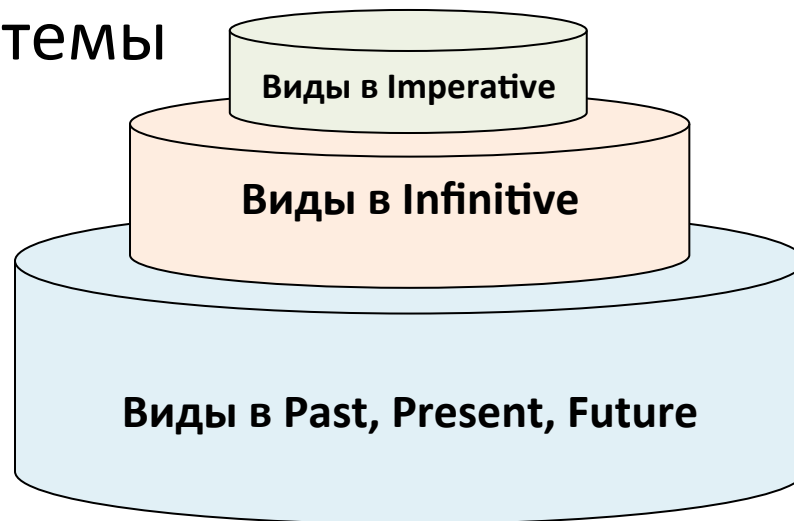 темы
Виды в Imperative
Виды в Infinitive
Виды в Past, Present, Future